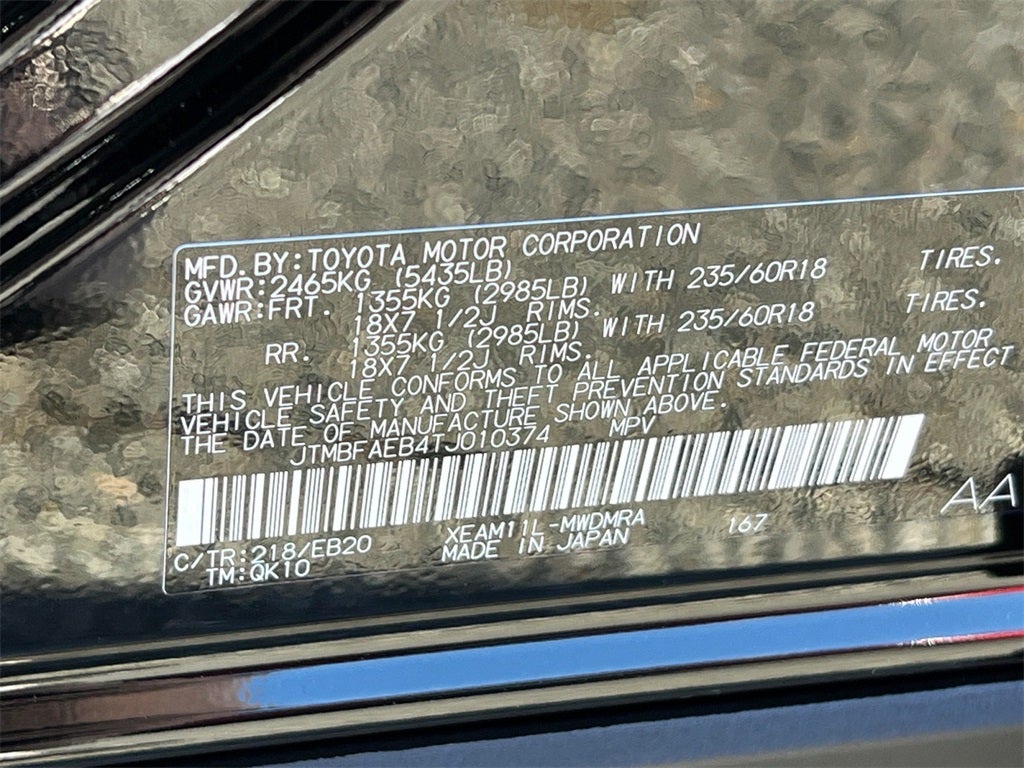 MFD. BY: TOYOTA MOTOR CORPORATION
GVWR: 2465KG (5435LB)
GAWR: FRT. 1355KG (2985LB) WITH 235/60R18 TIRES.
18X7 1/2J RIMS.
RR. 1355KG (2985LB) WITH 235/60R18 TIRES.
18X7 1/2J RIMS.
THIS VEHICLE CONFORMS TO ALL APPLICABLE FEDERAL MOTOR
VEHICLE SAFETY AND THEFT PREVENTION STANDARDS IN EFFECT
THE DATE OF MANUFACTURE SHOWN ABOVE.
JTMBFAEB4TJ010374 MPV
C/TR: 218/EB20 XEAM11L-MWDMRA 167 AA
TM: QK10 MADE IN JAPAN